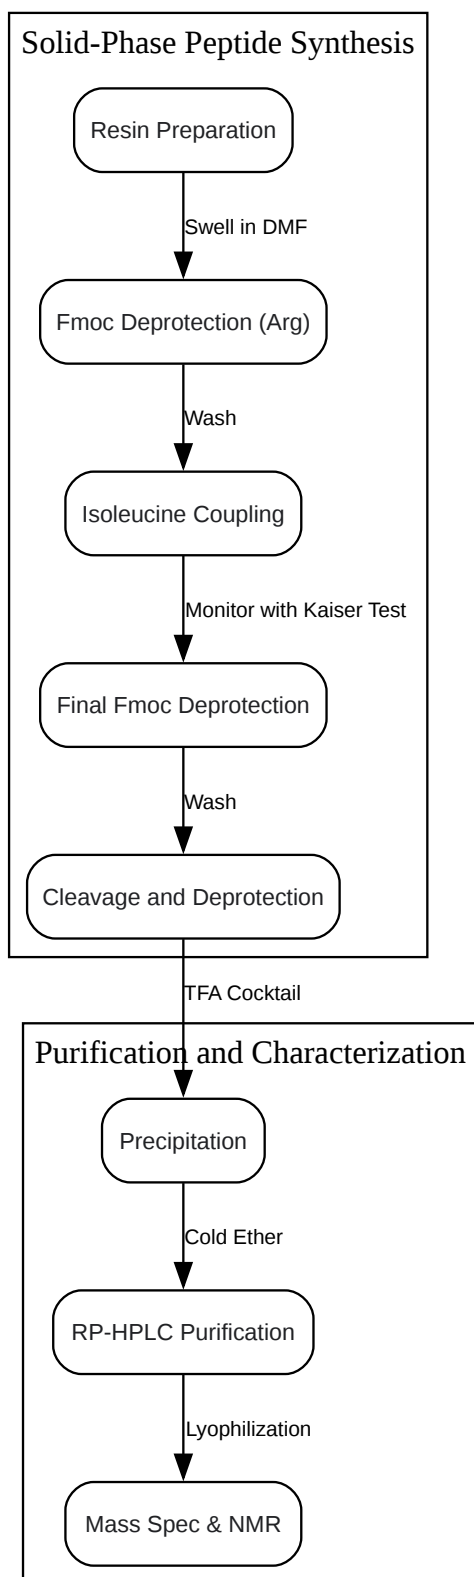 Solid-Phase Peptide Synthesis
Resin Preparation
Swell in DMF
Fmoc Deprotection (Arg)
Wash
Isoleucine Coupling
Monitor with Kaiser Test
Final Fmoc Deprotection
Wash
Cleavage and Deprotection
TFA Cocktail
Purification and Characterization
Precipitation
Cold Ether
RP-HPLC Purification
Lyophilization
Mass Spec & NMR